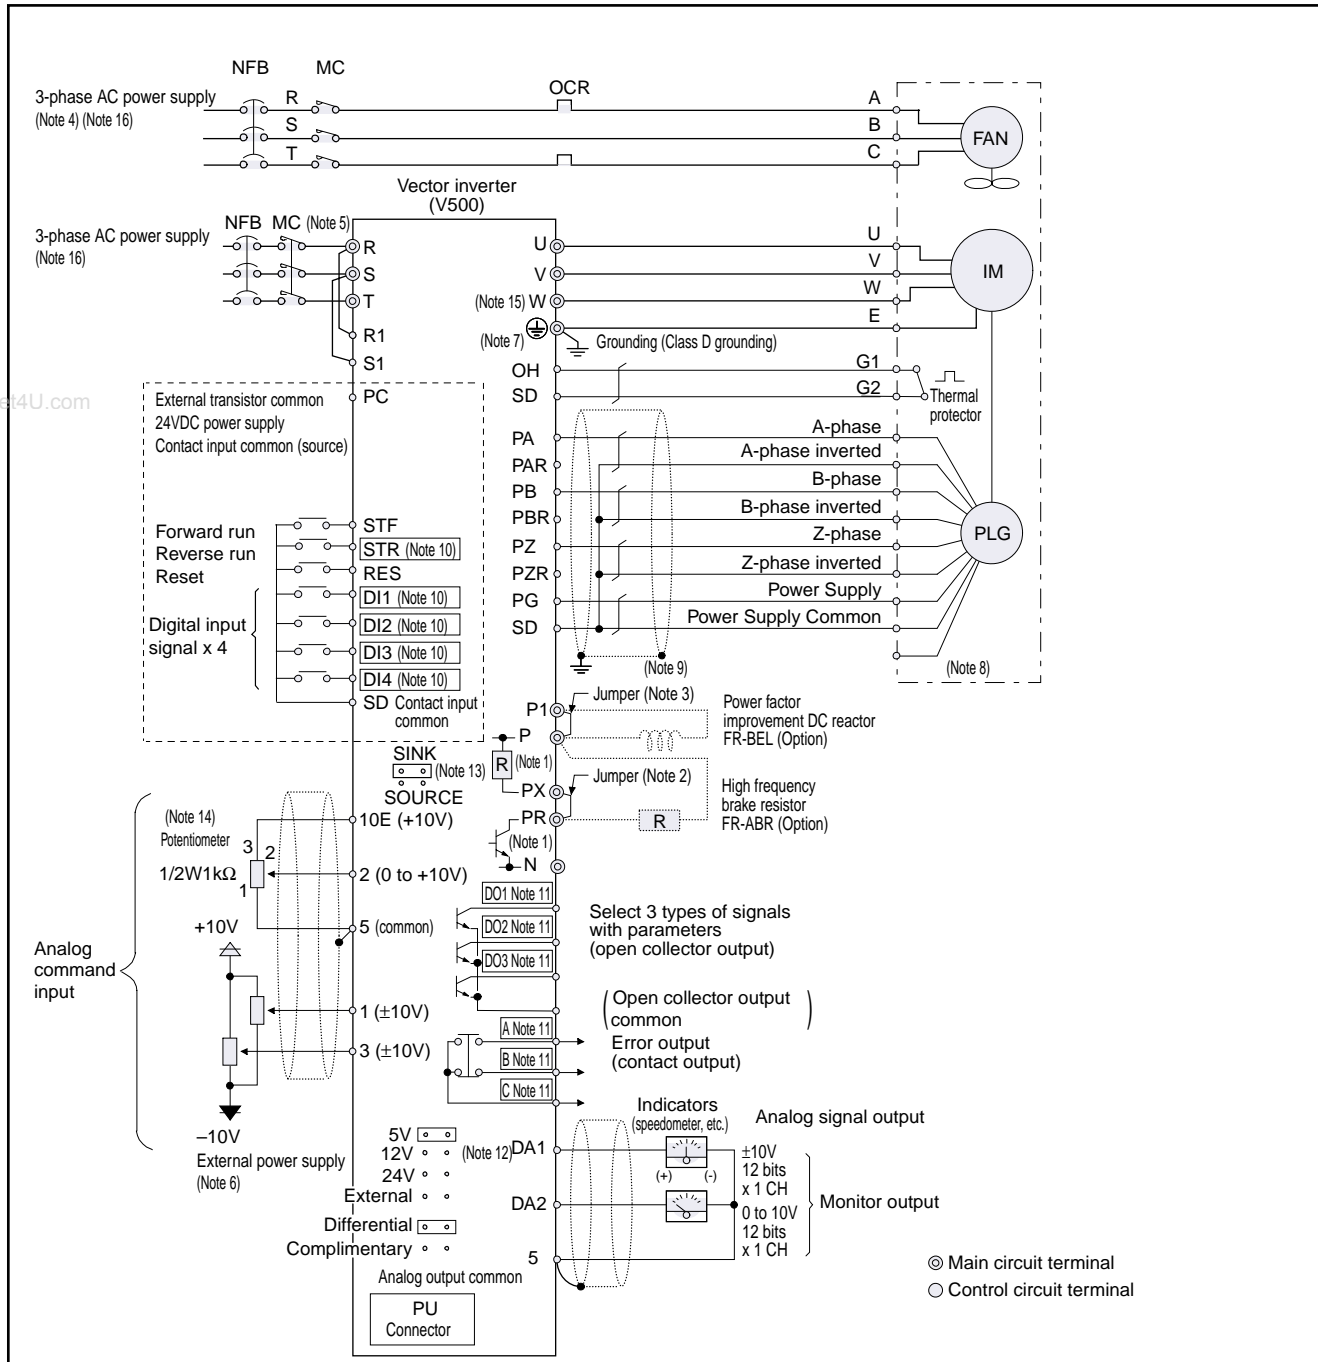 NFB MC
OCR
3-phase AC power supply
(Note 4) (Note 16)
R
S
T
A
B
C
FAN
Vector inverter
(V500)
NFB MC (Note 5)
3-phase AC power supply
(Note 16)
R
S
T
R1
S1
PC
U
V
(Note 15) W
(Note 7)
U
V
W
E
IM
Grounding (Class D grounding)
OH
SD
G1
G2
Thermal
protector
et4U.com
External transistor common
24VDC power supply
Contact input common (source)
PA
PAR
PB
PBR
PZ
PZR
PG
SD
A-phase
A-phase inverted
B-phase
B-phase inverted
Z-phase
Z-phase inverted
Power Supply
Power Supply Common
PLG
(Note 9)
(Note 8)
Forward run
Reverse run
Reset
Digital input
signal x 4
STF
STR (Note 10)
RES
DI1 (Note 10)
DI2 (Note 10)
DI3 (Note 10)
DI4 (Note 10)
SD Contact input
common
P1
P
R (Note 1)
PX
PR
(Note 1)
N
Jumper (Note 3)
Power factor
improvement DC reactor
FR-BEL (Option)
Jumper (Note 2)
R
High frequency
brake resistor
FR-ABR (Option)
SINK
(Note 13)
SOURCE
Analog
command
input
(Note 14)
Potentiometer
3
2
1/2W1kΩ
1
+10V
–10V
External power supply
(Note 6)
10E (+10V)
2 (0 to +10V)
5 (common)
1 (±10V)
3 (±10V)
DO1 Note 11
DO2 Note 11
DO3 Note 11
Select 3 types of signals
with parameters
(open collector output)
(Open collector output
common)
A Note 11
B Note 11
C Note 11
Error output
(contact output)
5V
12V (Note 12)
24V
External
Differential
Complimentary
Analog output common
PU
Connector
DA1
DA2
5
Indicators
(speedometer, etc.)
(+) (-)
Analog signal output
±10V
12 bits
x 1 CH
0 to 10V
12 bits
x 1 CH
Monitor output
Main circuit terminal
Control circuit terminal